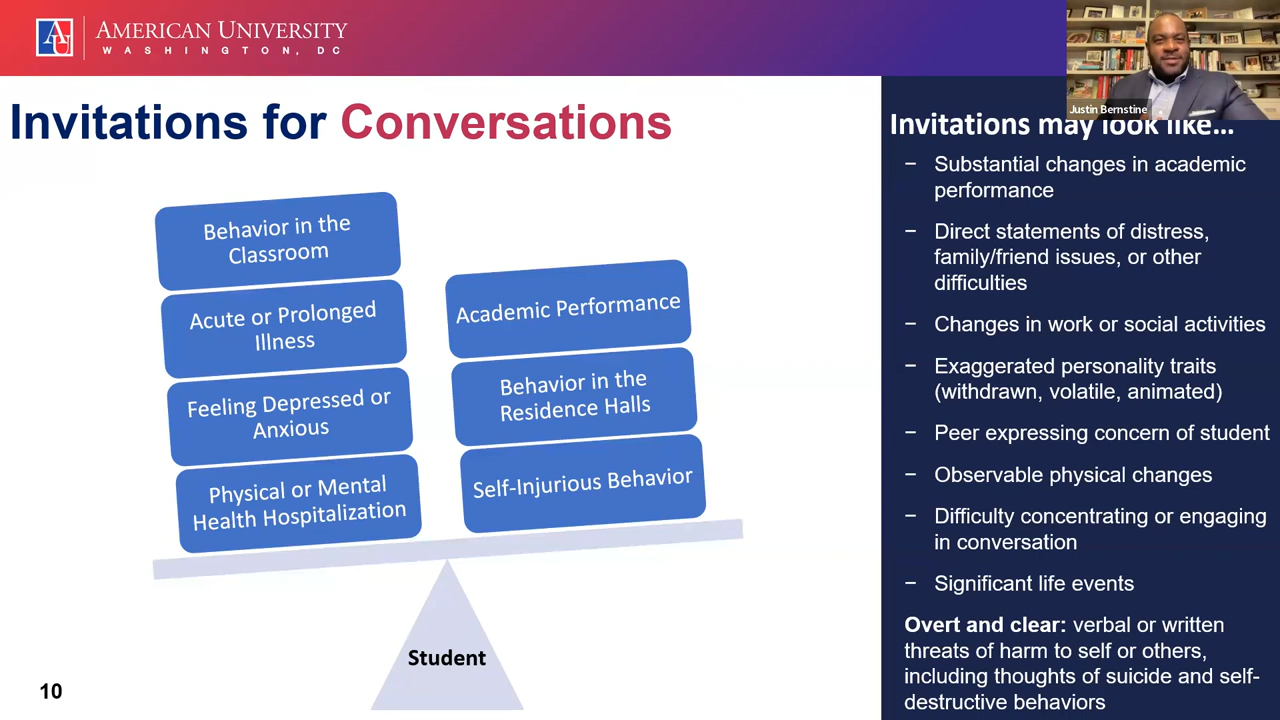 AU
AMERICAN UNIVERSITY
WASHINGTON, DC
Justin Bernstine
Invitations for Conversations
Behavior in the
Classroom
Acute or Prolonged
Illness
Feeling Depressed or
Anxious
Physical or Mental
Health Hospitalization
Academic Performance
Behavior in the
Residence Halls
Self-Injurious Behavior
Student
10
Invitations may look like…
– Substantial changes in academic
performance
– Direct statements of distress,
family/friend issues, or other
difficulties
– Changes in work or social activities
– Exaggerated personality traits
(withdrawn, volatile, animated)
– Peer expressing concern of student
– Observable physical changes
– Difficulty concentrating or engaging
in conversation
– Significant life events
Overt and clear: verbal or written
threats of harm to self or others,
including thoughts of suicide and self-
destructive behaviors